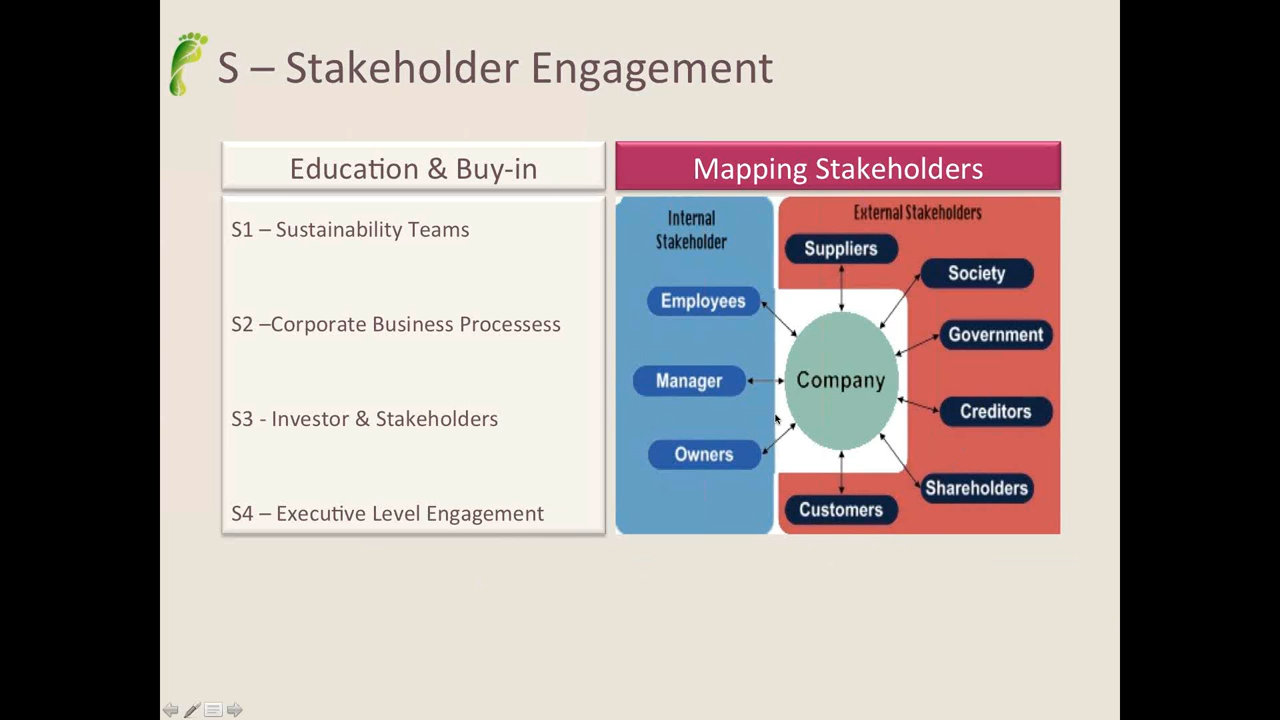 S – Stakeholder Engagement
Education & Buy-in
S1 – Sustainability Teams
S2 –Corporate Business Processess
S3 - Investor & Stakeholders
S4 – Executive Level Engagement
Mapping Stakeholders
Internal
Stakeholder
Employees
Manager
Owners
External Stakeholders
Suppliers
Society
Government
Company
Creditors
Shareholders
Customers